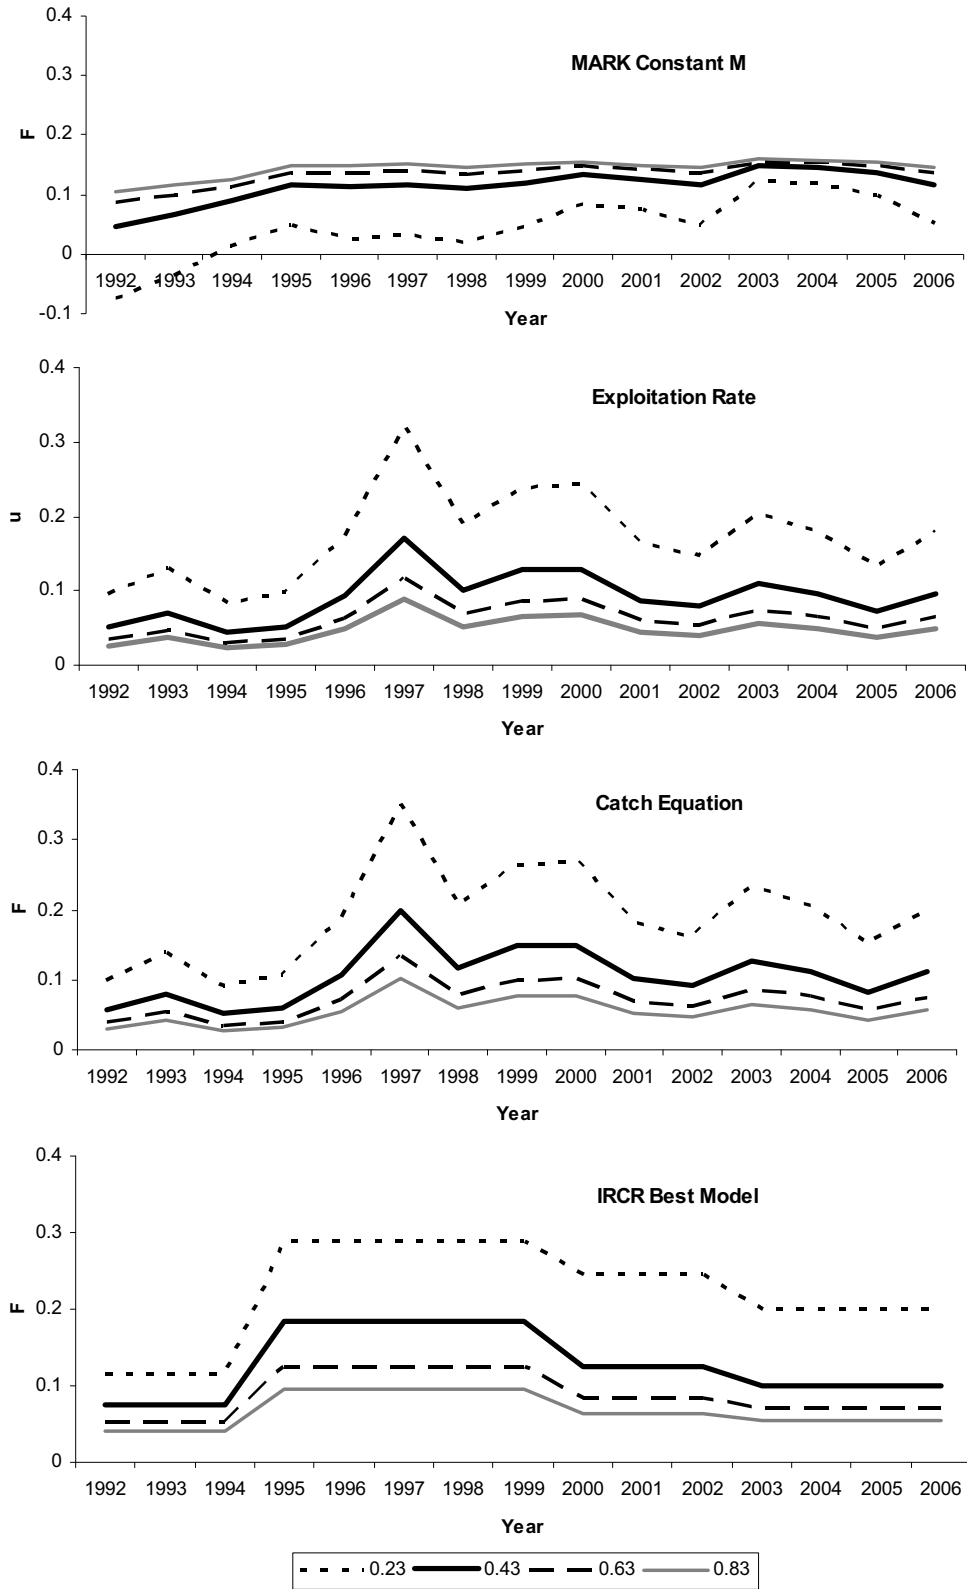 0.4
MARK Constant M
0.3
F
0.2
0.1
0
1992 1993 1994 1995 1996 1997 1998 1999 2000 2001 2002 2003 2004 2005 2006
-0.1
Year
0.4
Exploitation Rate
0.3
u
0.2
0.1
0
1992 1993 1994 1995 1996 1997 1998 1999 2000 2001 2002 2003 2004 2005 2006
Year
0.4
Catch Equation
0.3
F
0.2
0.1
0
1992 1993 1994 1995 1996 1997 1998 1999 2000 2001 2002 2003 2004 2005 2006
Year
0.4
IRCR Best Model
0.3
F
0.2
0.1
0
1992 1993 1994 1995 1996 1997 1998 1999 2000 2001 2002 2003 2004 2005 2006
Year
0.23 0.43 0.63 0.83